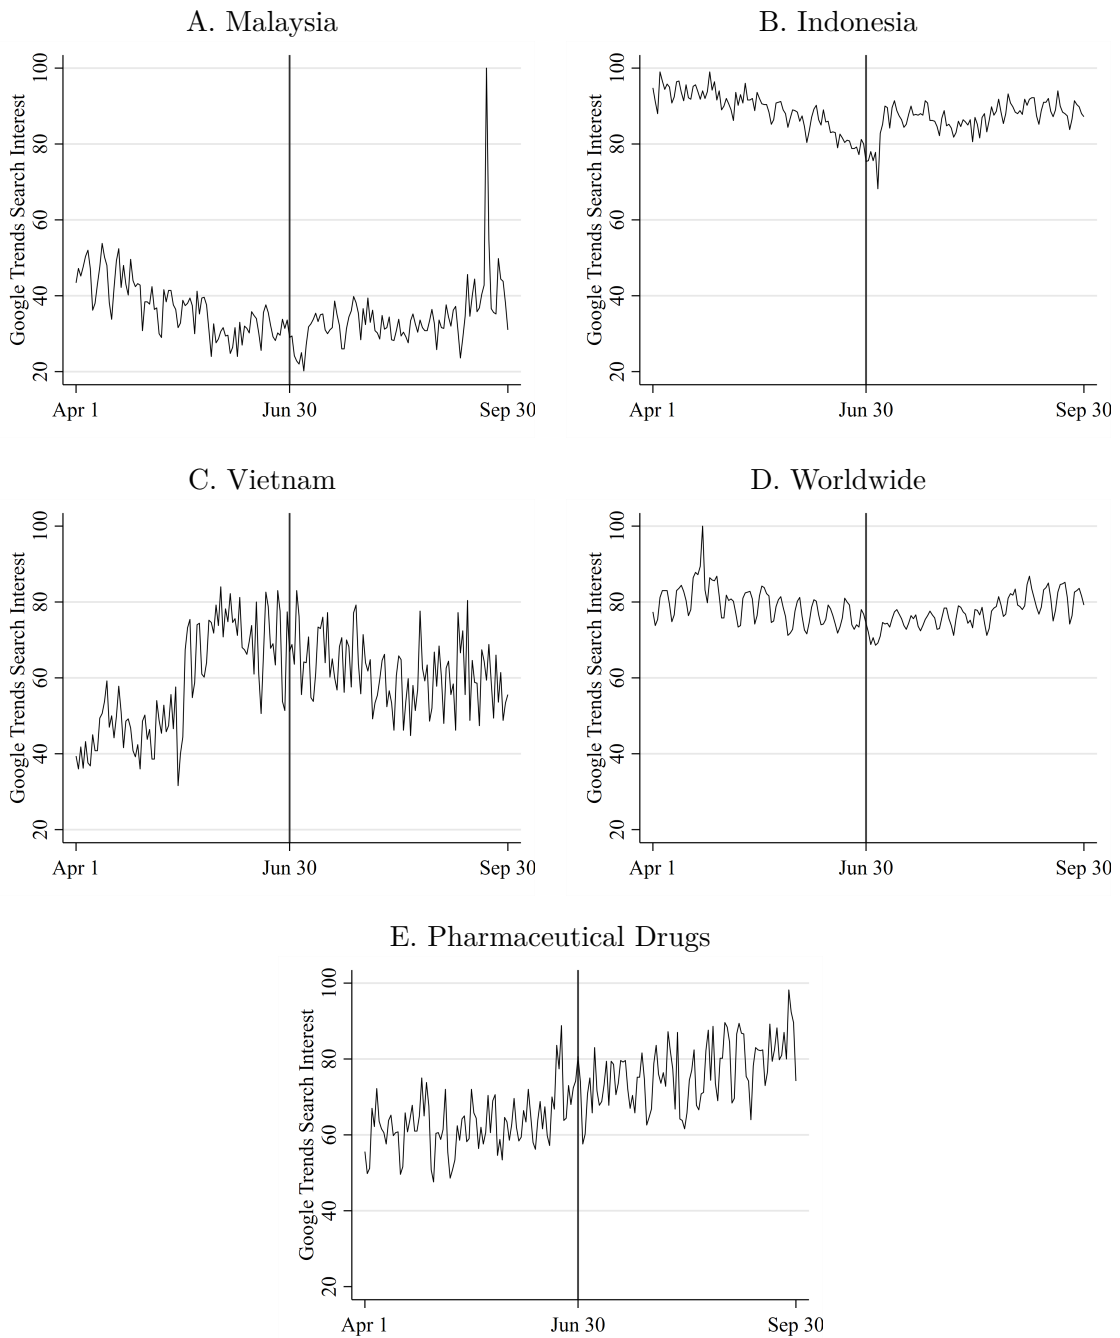 A. Malaysia
Google Trends Search Interest
100
80
60
40
20
Apr 1
Jun 30
Sep 30
B. Indonesia
Google Trends Search Interest
100
80
60
40
20
Apr 1
Jun 30
Sep 30
C. Vietnam
Google Trends Search Interest
100
80
60
40
20
Apr 1
Jun 30
Sep 30
D. Worldwide
Google Trends Search Interest
100
80
60
40
20
Apr 1
Jun 30
Sep 30
E. Pharmaceutical Drugs
Google Trends Search Interest
100
80
60
40
20
Apr 1
Jun 30
Sep 30